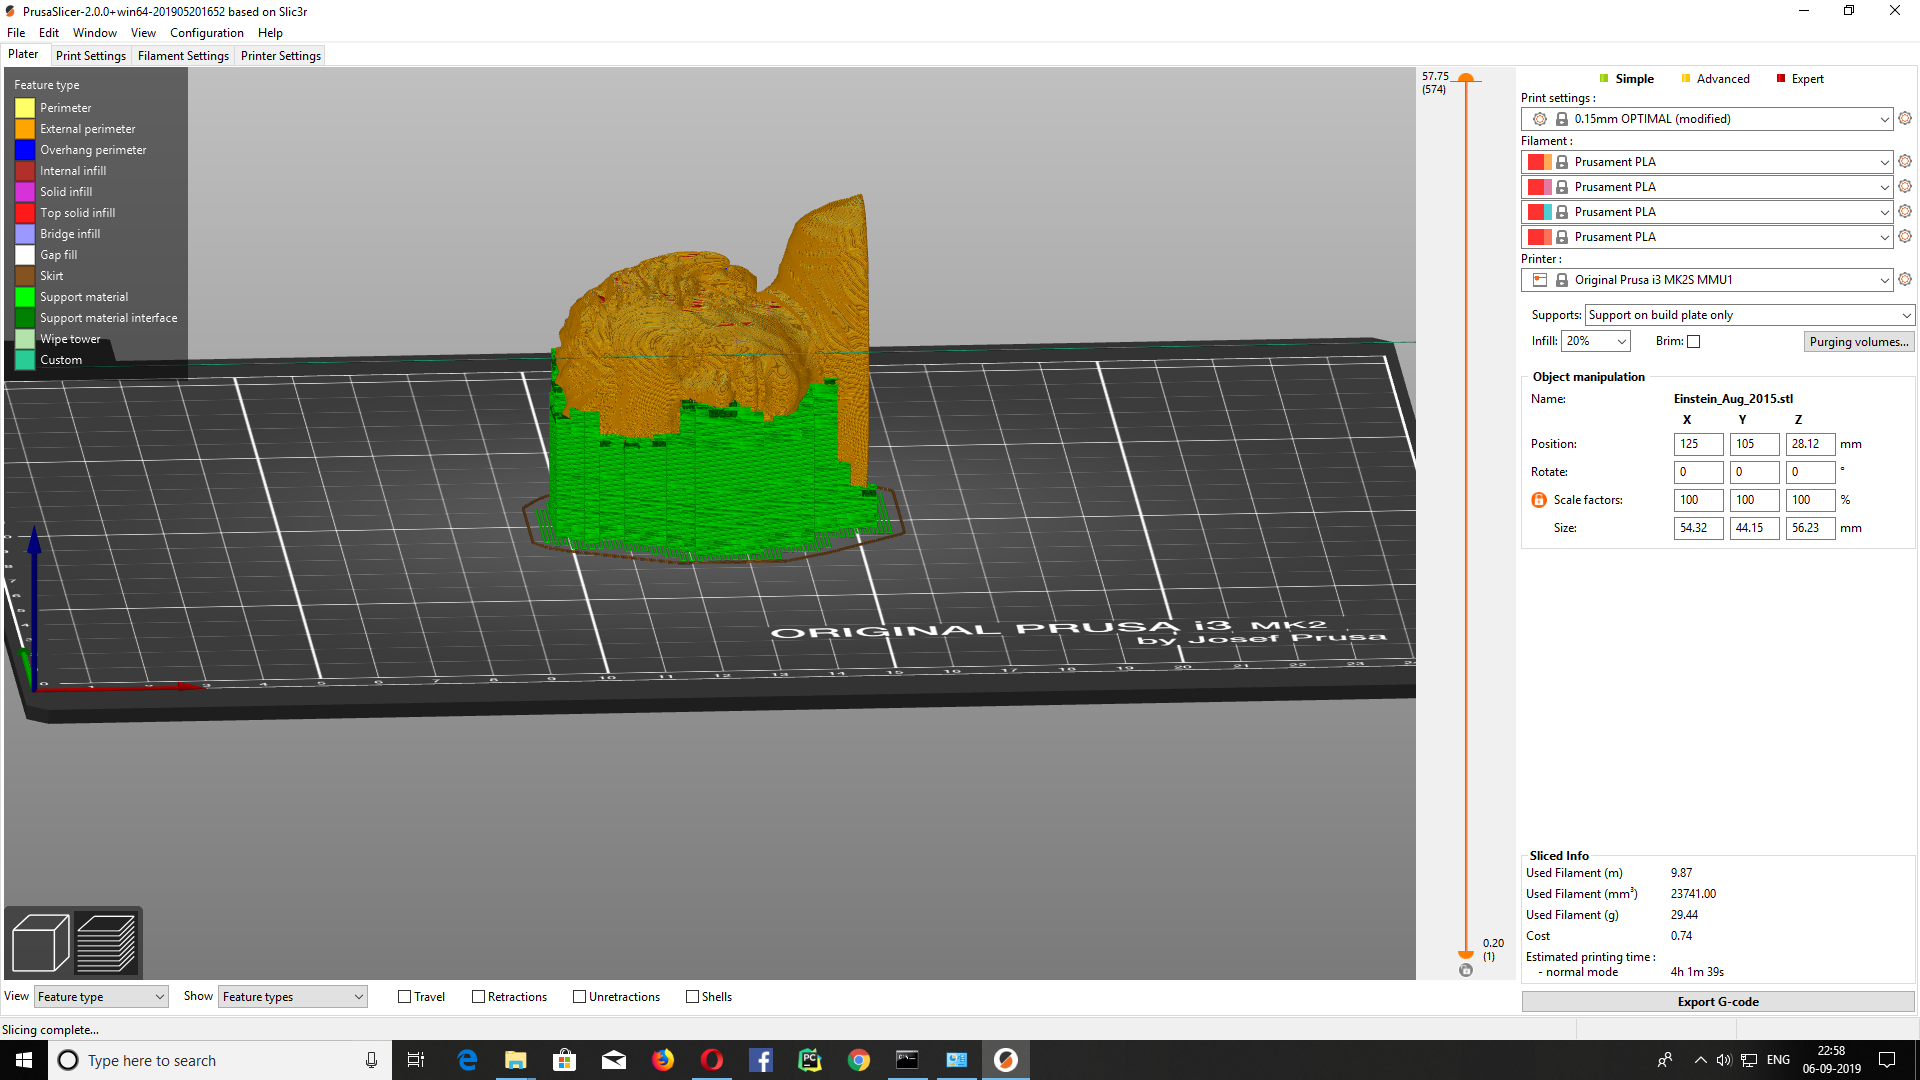 PrusaSlicer-2.0.0+win64-201905201652 based on Slic3r
File Edit Window View Configuration Help
Plater Print Settings Filament Settings Printer Settings
Feature type
Perimeter
External perimeter
Overhang perimeter
Internal infill
Solid infill
Top solid infill
Bridge infill
Gap fill
Skirt
Support material
Support material interface
Wipe tower
Custom
ORIGINAL PRUSA i3 MK2
by Josef Prusa
57.75
(574)
0.20
(1)
Simple Advanced Expert
Print settings :
0.15mm OPTIMAL (modified)
Filament :
Prusament PLA
Prusament PLA
Prusament PLA
Prusament PLA
Printer :
Original Prusa i3 MK2S MMU1
Supports: Support on build plate only
Infill: 20% Brim: Purging volumes...
Object manipulation
Name: Einstein_Aug_2015.stl
X Y Z
Position: 125 105 28.12 mm
Rotate: 0 0 0 °
Scale factors: 100 100 100 %
Size: 54.32 44.15 56.23 mm
Sliced Info
Used Filament (m) 9.87
Used Filament (mm³) 23741.00
Used Filament (g) 29.44
Cost 0.74
Estimated printing time :
- normal mode 4h 1m 39s
Export G-code
View Feature type Show Feature types Travel Retractions Unretractions Shells
Slicing complete...
Type here to search
ENG
22:58
06-09-2019